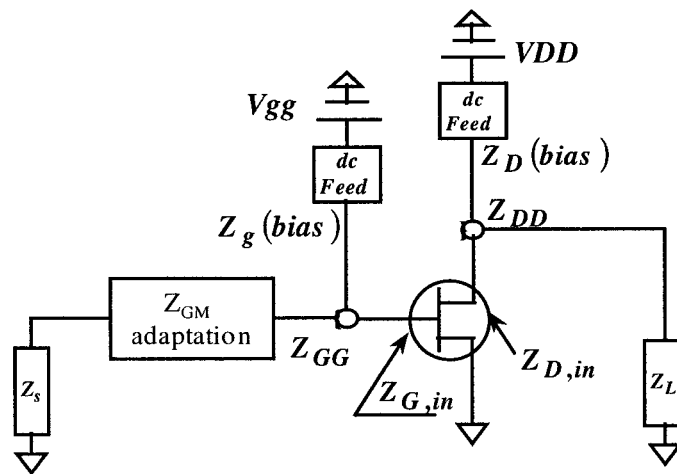 VDD
Vgg
dc
Feed
Z_D (bias)
dc
Feed
Z_g (bias)
Z_DD
Z_GM
adaptation
Z_GG
Z_D,in
Z_s
Z_G,in
Z_L